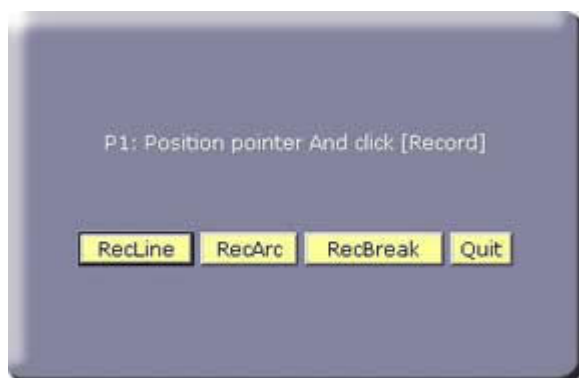 P1: Position pointer And click [Record]
RecLine RecArc RecBreak Quit